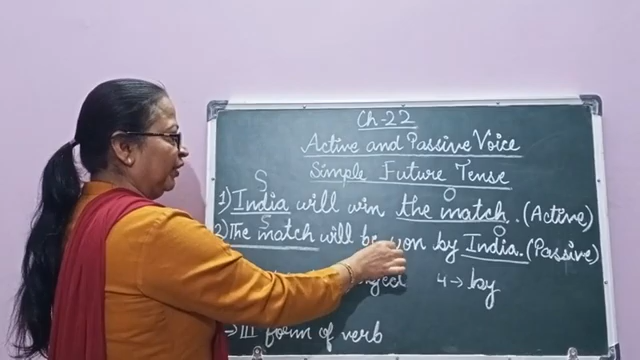 Ch-22
Active and Passive Voice
Simple Future Tense
S O
1) India will win the match. (Active)
S O
2) The match will be won by India. (Passive)
4→ by
→ III form of verb